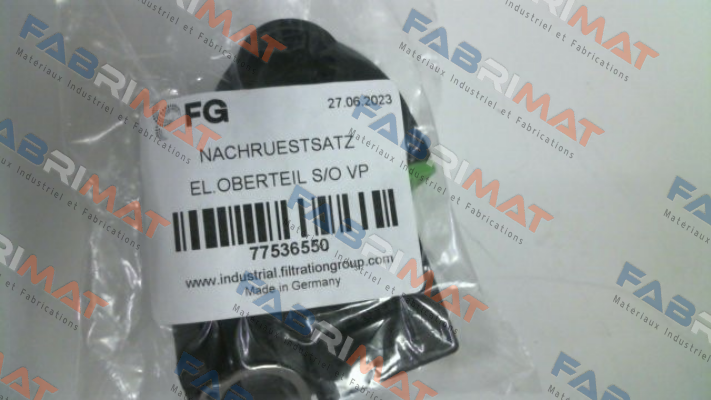 FG
27.06.2023
NACHRUESTSATZ
EL.OBERTEIL S/O VP
77536550
www.industrial.filtrationgroup.com
Made in Germany
FABRIMAT
Matériaux Industriel et Fabrications